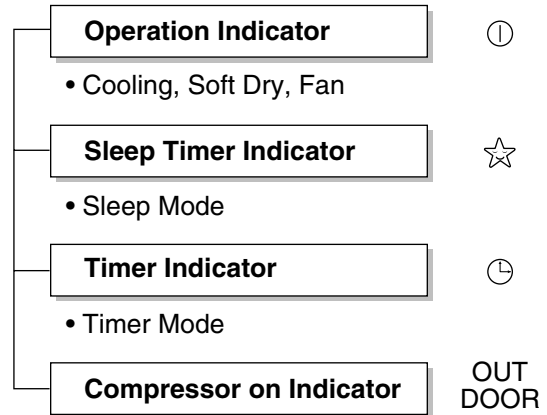 Operation Indicator
• Cooling, Soft Dry, Fan
Sleep Timer Indicator
• Sleep Mode
Timer Indicator
• Timer Mode
Compressor on Indicator
OUT
DOOR